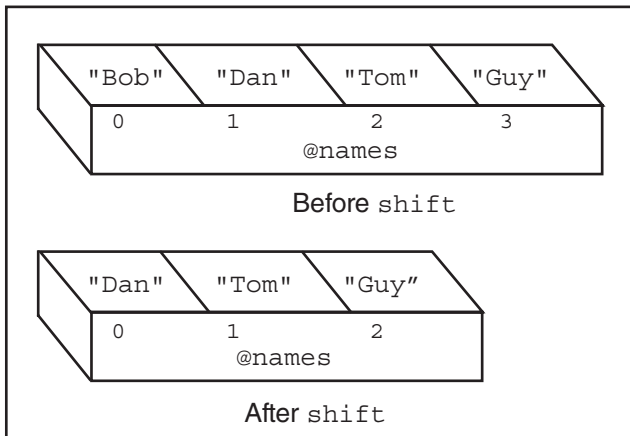 "Bob" "Dan" "Tom" "Guy"
0 1 2 3
@names
Before shift
"Dan" "Tom" "Guy”
0 1 2
@names
After shift